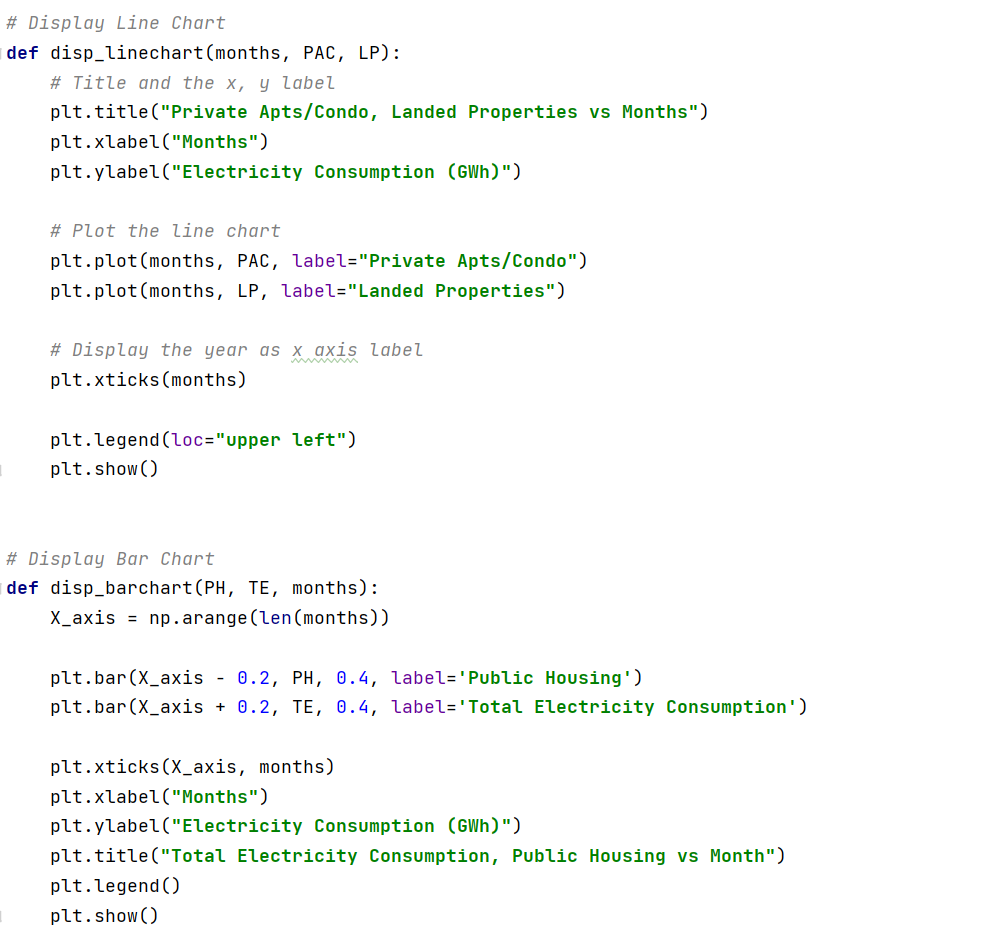 # Display Line Chart
def disp_linechart(months, PAC, LP):
    # Title and the x, y label
    plt.title("Private Apts/Condo, Landed Properties vs Months")
    plt.xlabel("Months")
    plt.ylabel("Electricity Consumption (GWh)")

    # Plot the line chart
    plt.plot(months, PAC, label="Private Apts/Condo")
    plt.plot(months, LP, label="Landed Properties")

    # Display the year as x axis label
    plt.xticks(months)

    plt.legend(loc="upper left")
    plt.show()


# Display Bar Chart
def disp_barchart(PH, TE, months):
    X_axis = np.arange(len(months))

    plt.bar(X_axis - 0.2, PH, 0.4, label='Public Housing')
    plt.bar(X_axis + 0.2, TE, 0.4, label='Total Electricity Consumption')

    plt.xticks(X_axis, months)
    plt.xlabel("Months")
    plt.ylabel("Electricity Consumption (GWh)")
    plt.title("Total Electricity Consumption, Public Housing vs Month")
    plt.legend()
    plt.show()